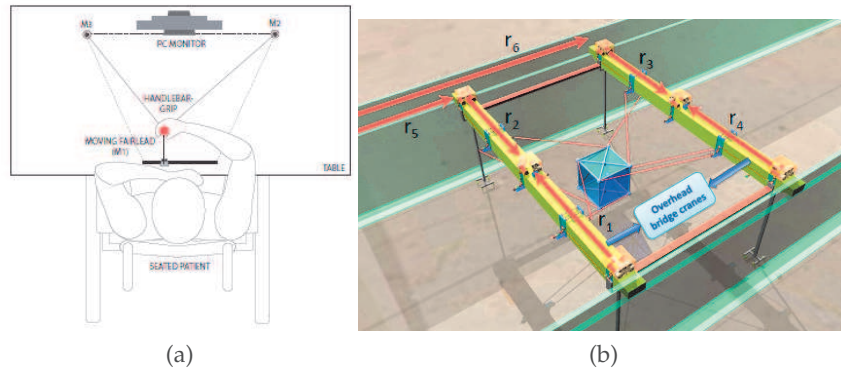 M3
M2
PC MONITOR
HANDLEBAR-
GRIP
MOVING FAIRLEAD
(M1)
TABLE
SEATED PATIENT
(a)
r6
r3
r5
r2
r4
r1
Overhead
bridge cranes
(b)